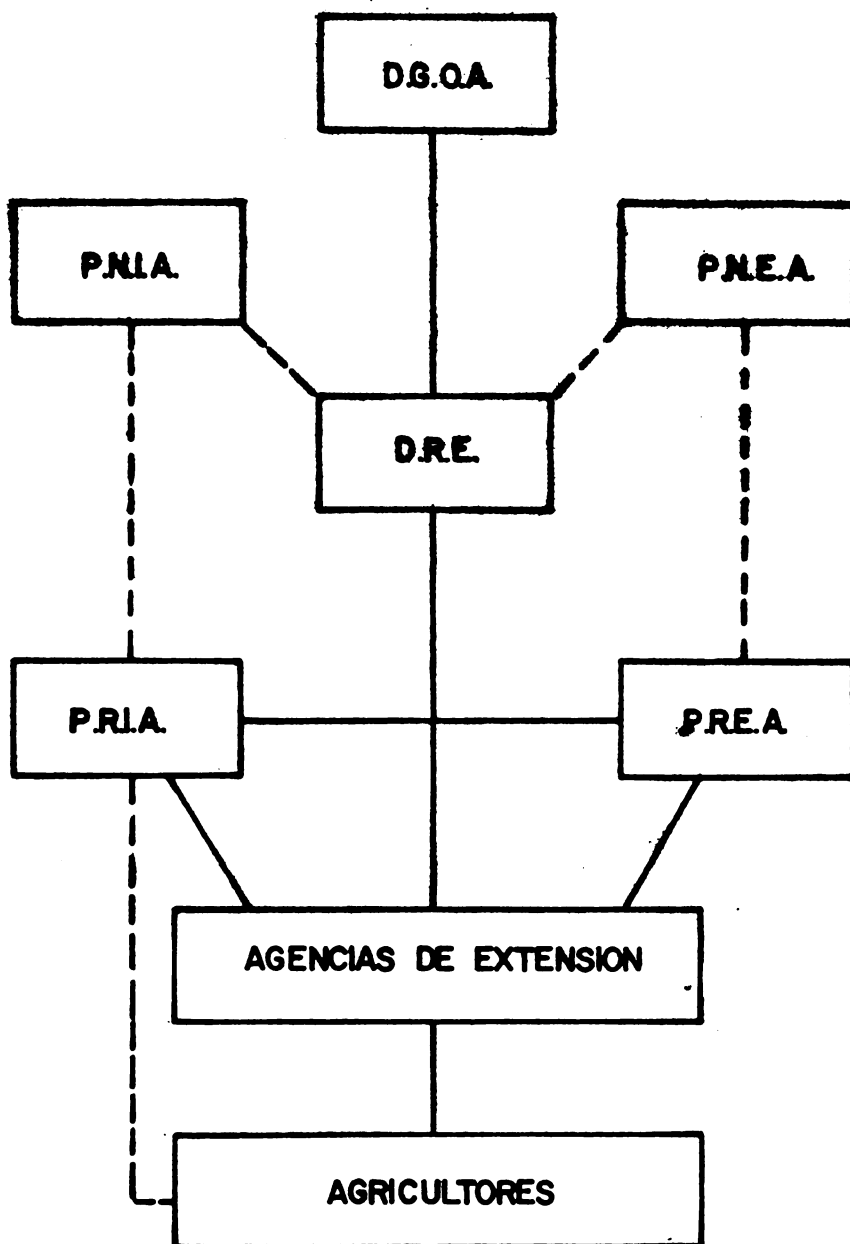 D.G.O.A.
P.N.I.A.
P.N.E.A.
D.R.E.
P.R.I.A.
P.R.E.A.
AGENCIAS DE EXTENSION
AGRICULTORES